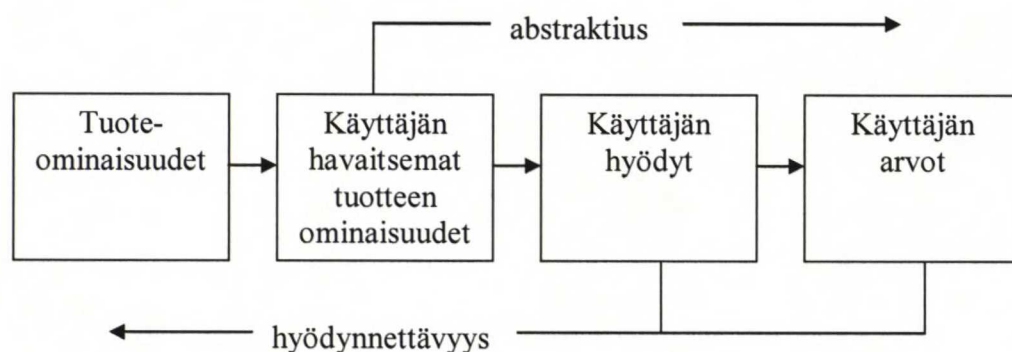 abstraktius
Tuote-
ominaisuudet
Käyttäjän
havaitsemat
tuotteen
ominaisuudet
Käyttäjän
hyödyt
Käyttäjän
arvot
hyödynnettävyys